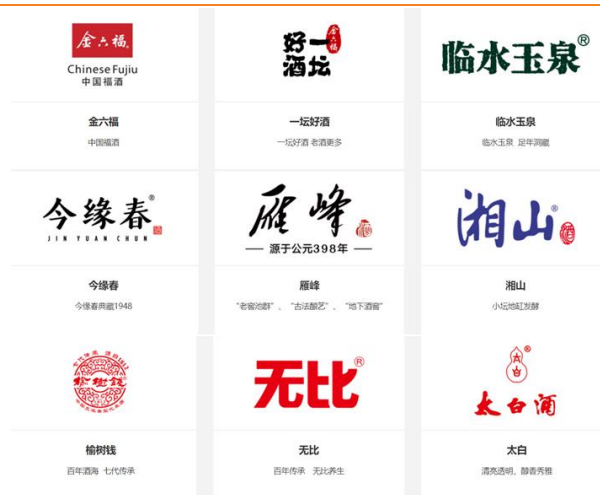 金六福
Chinese Fujiu
中国福酒
金六福
中国福酒
好一坛
酒
金六福
一坛好酒
一坛好酒 老酒更多
临水玉泉®
临水玉泉
临水玉泉 足年洞藏
今缘春®
JIN YUAN CHUN
今缘春
今缘春典藏1948
雁峰
源于公元398年
雁峰
“老窖池群”、“古法酿艺”、“地下酒窖”
湘山®
酒
湘山
小坛地缸发酵
榆树钱
榆树钱
百年酒海 七代传承
无比®
无比
百年传承 无比养生
太白
®
太白酒
太白
清亮透明，醇香秀雅